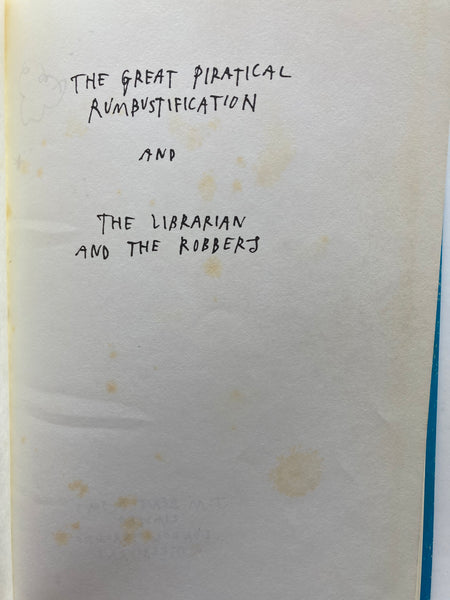 THE GREAT PIRATICAL
RUMBUSTIFICATION
AND
THE LIBRARIAN
AND THE ROBBERS